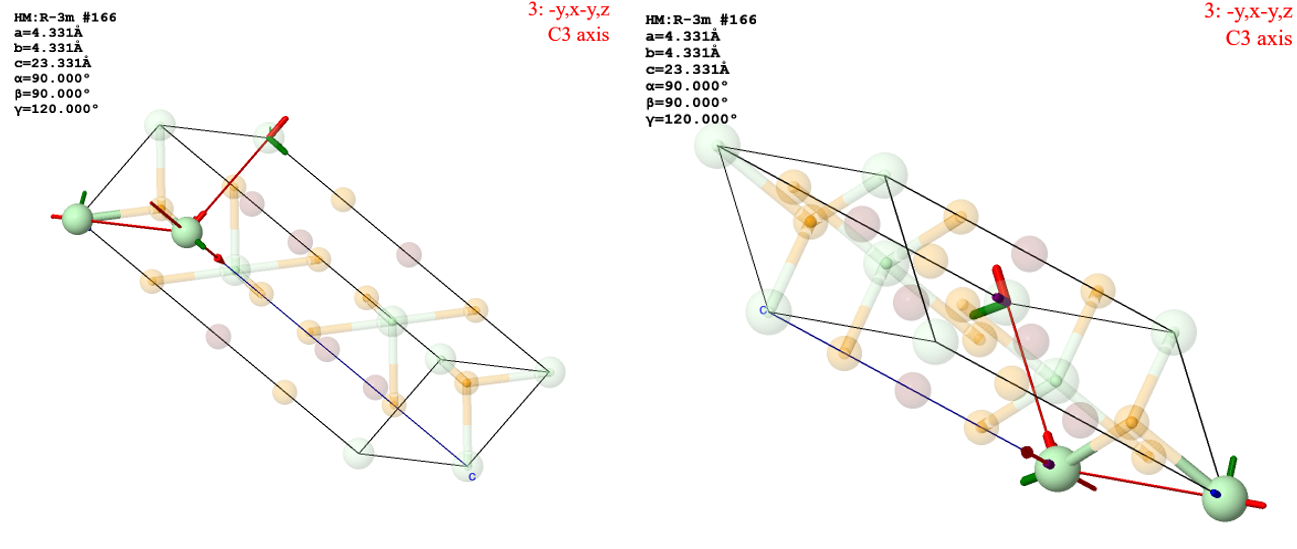 HM:R-3m #166
a=4.331Å
b=4.331Å
c=23.331Å
α=90.000°
β=90.000°
γ=120.000°
3: -y,x-y,z
C3 axis
c
HM:R-3m #166
a=4.331Å
b=4.331Å
c=23.331Å
α=90.000°
β=90.000°
γ=120.000°
3: -y,x-y,z
C3 axis
c